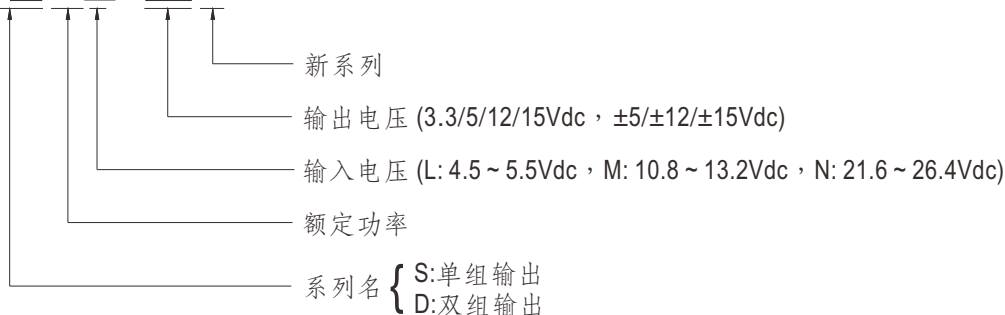 新系列
输出电压 (3.3/5/12/15Vdc，±5/±12/±15Vdc)
输入电压 (L: 4.5 ~ 5.5Vdc，M: 10.8 ~ 13.2Vdc，N: 21.6 ~ 26.4Vdc)
额定功率
系列名 { S:单组输出
D:双组输出